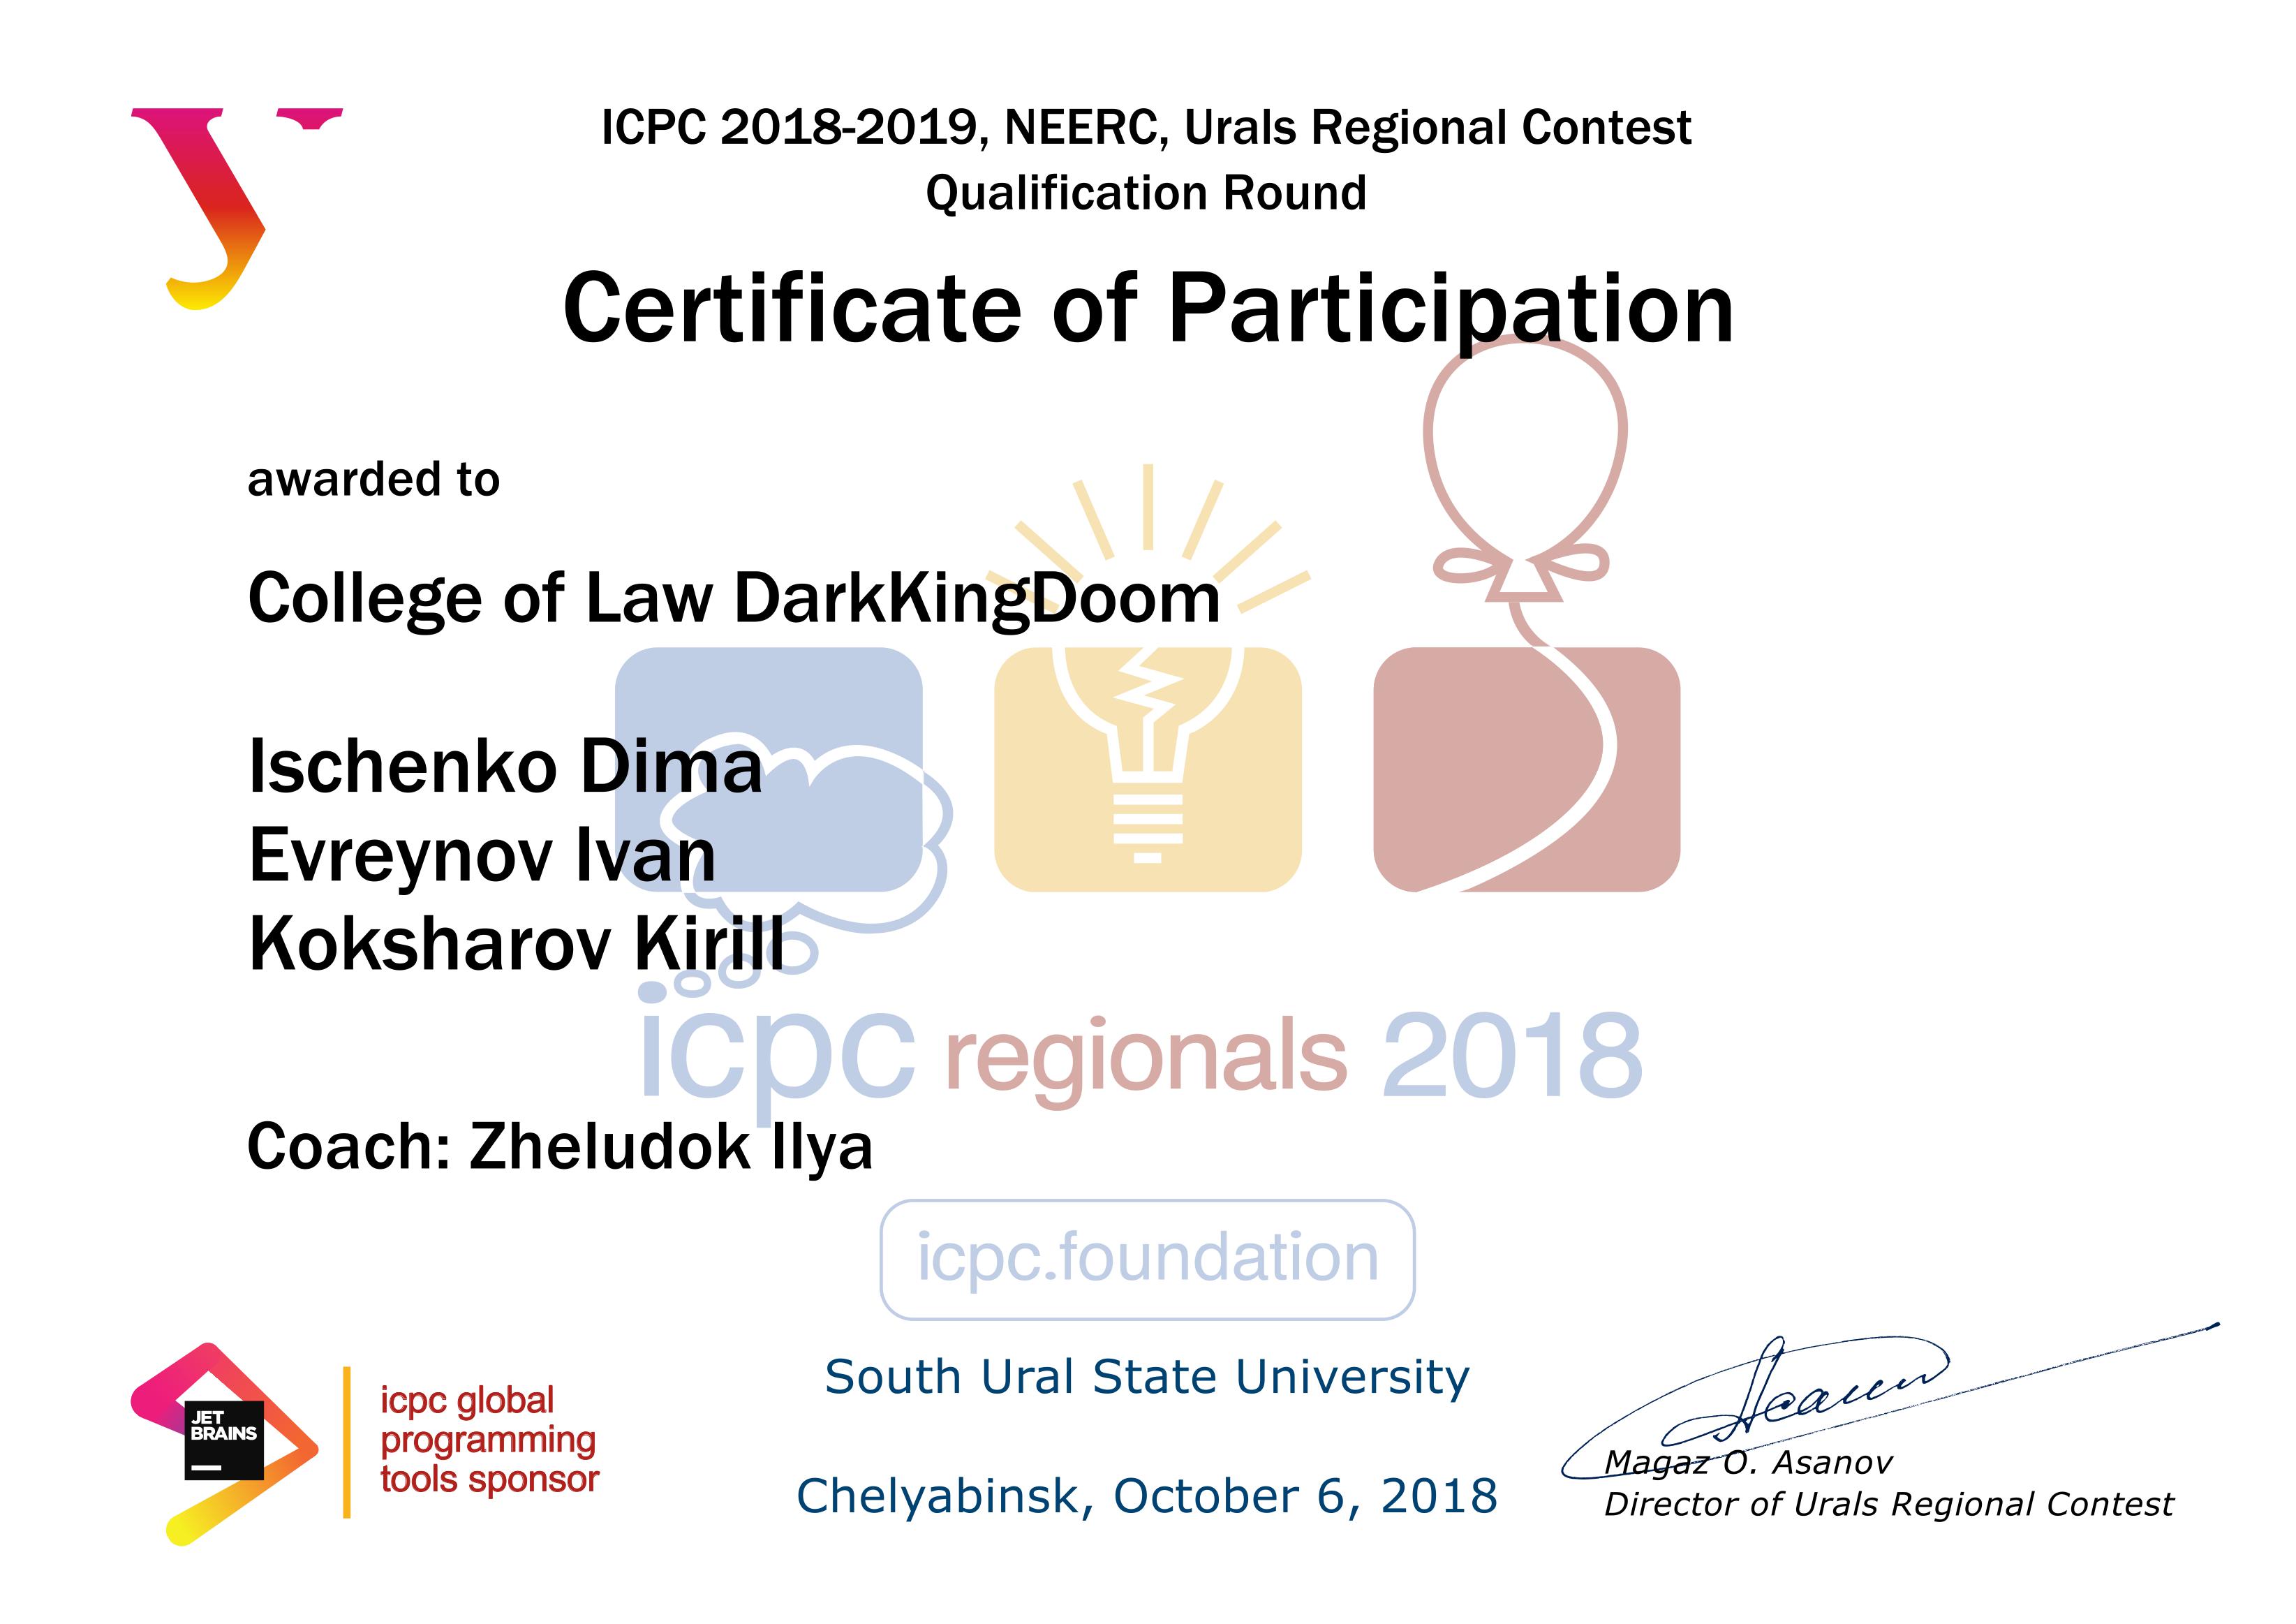 ICPC 2018-2019, NEERC, Urals Regional Contest
Qualification Round
Certificate of Participation
awarded to
College of Law DarkKingDoom
Ischenko Dima
Evreynov Ivan
Koksharov Kirill
icpc regionals 2018
Coach: Zheludok Ilya
icpc.foundation
JET
BRAINS
icpc global
programming
tools sponsor
South Ural State University
Chelyabinsk, October 6, 2018
Magaz O. Asanov
Director of Urals Regional Contest